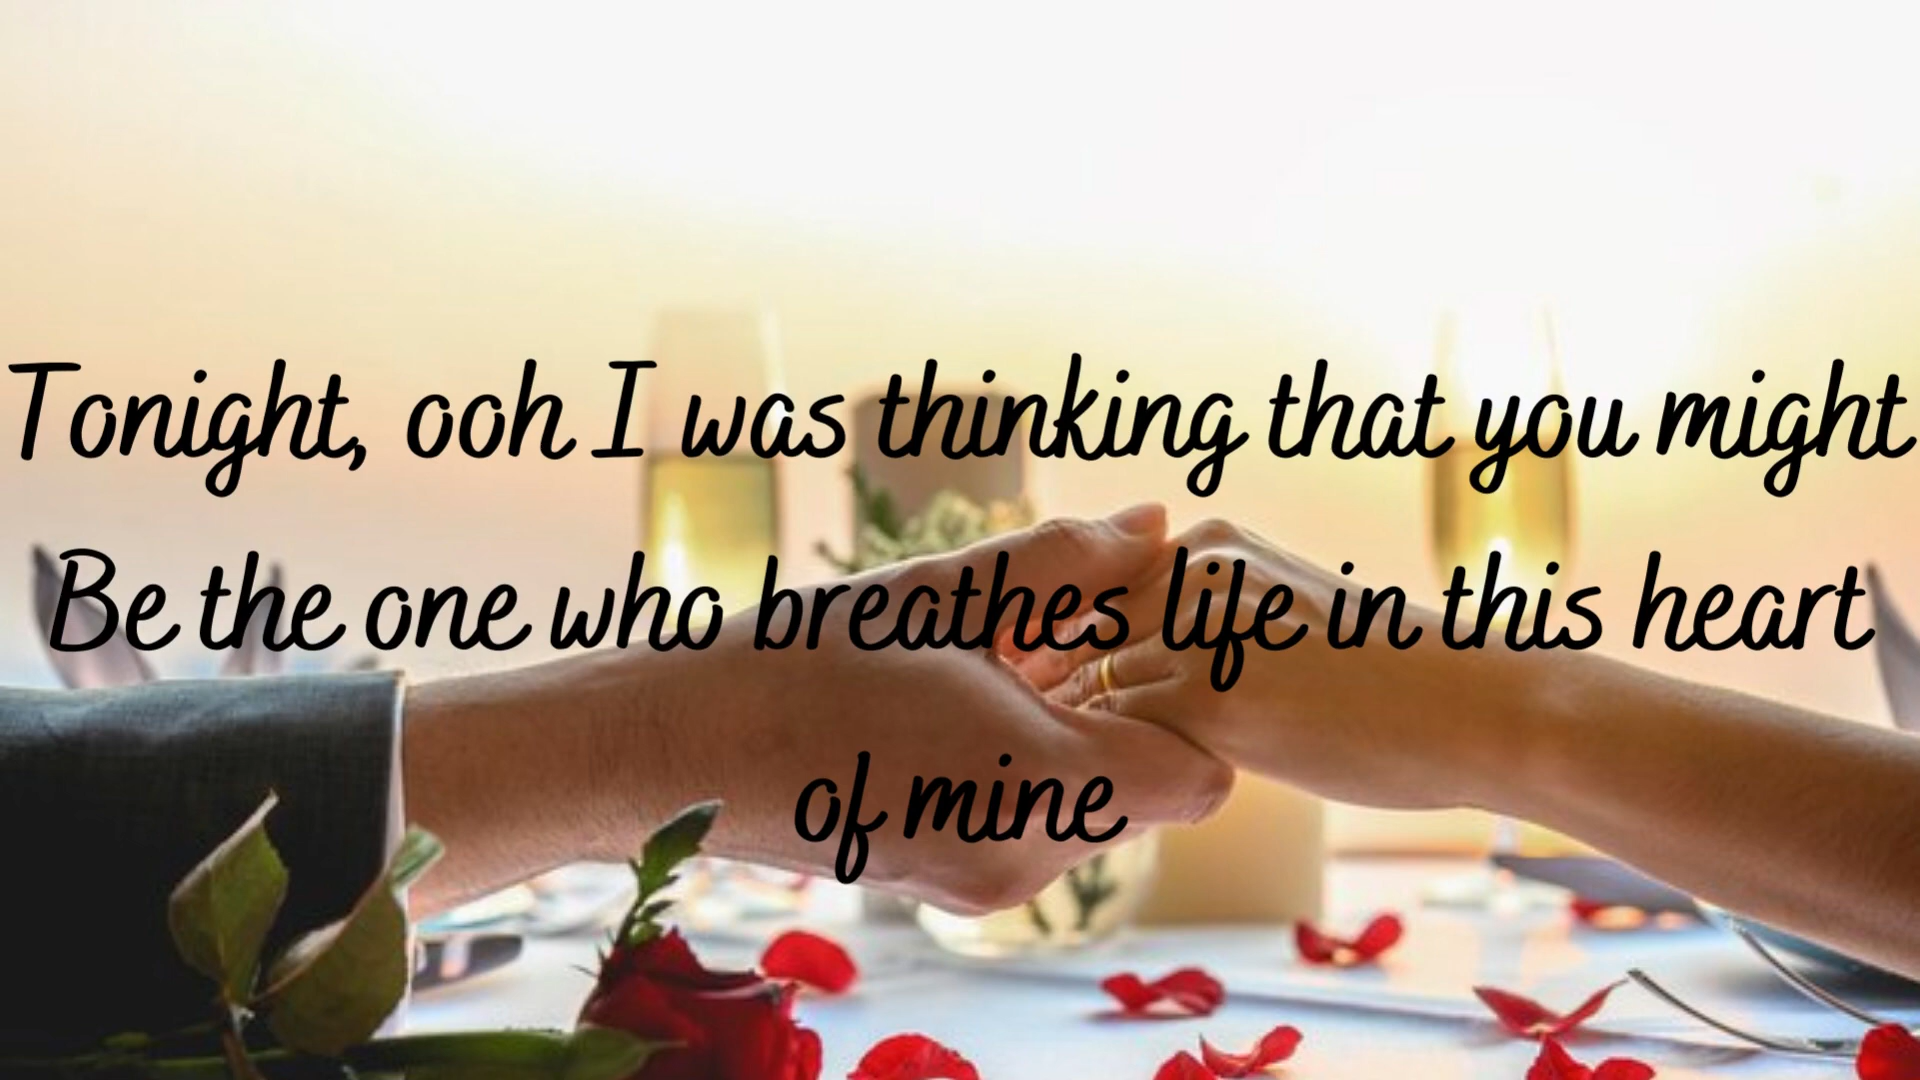 Tonight, ooh I was thinking that you might
Be the one who breathes life in this heart
of mine